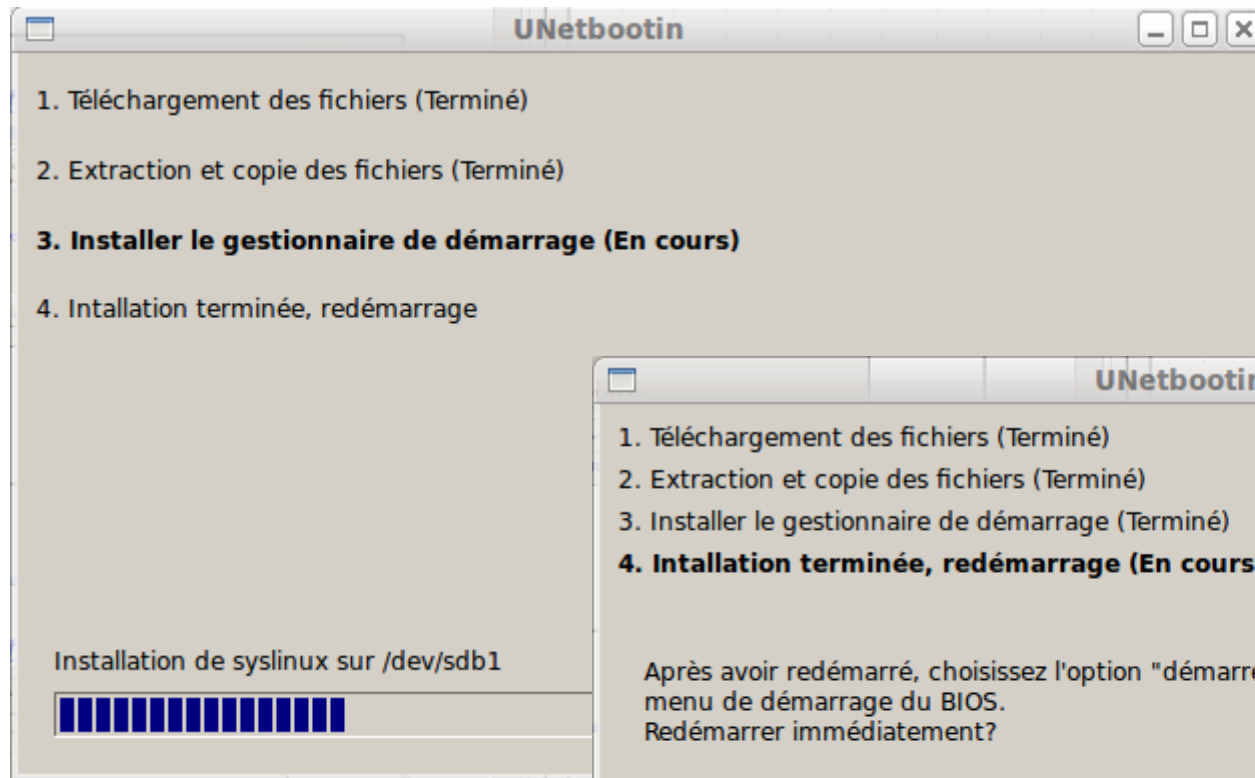 UNetbootin
1. Téléchargement des fichiers (Terminé)
2. Extraction et copie des fichiers (Terminé)
3. Installer le gestionnaire de démarrage (En cours)
4. Intallation terminée, redémarrage
Installation de syslinux sur /dev/sdb1
UNetbootin
1. Téléchargement des fichiers (Terminé)
2. Extraction et copie des fichiers (Terminé)
3. Installer le gestionnaire de démarrage (Terminé)
4. Intallation terminée, redémarrage (En cours
Après avoir redémarré, choisissez l'option "démarre
menu de démarrage du BIOS.
Redémarrer immédiatement?